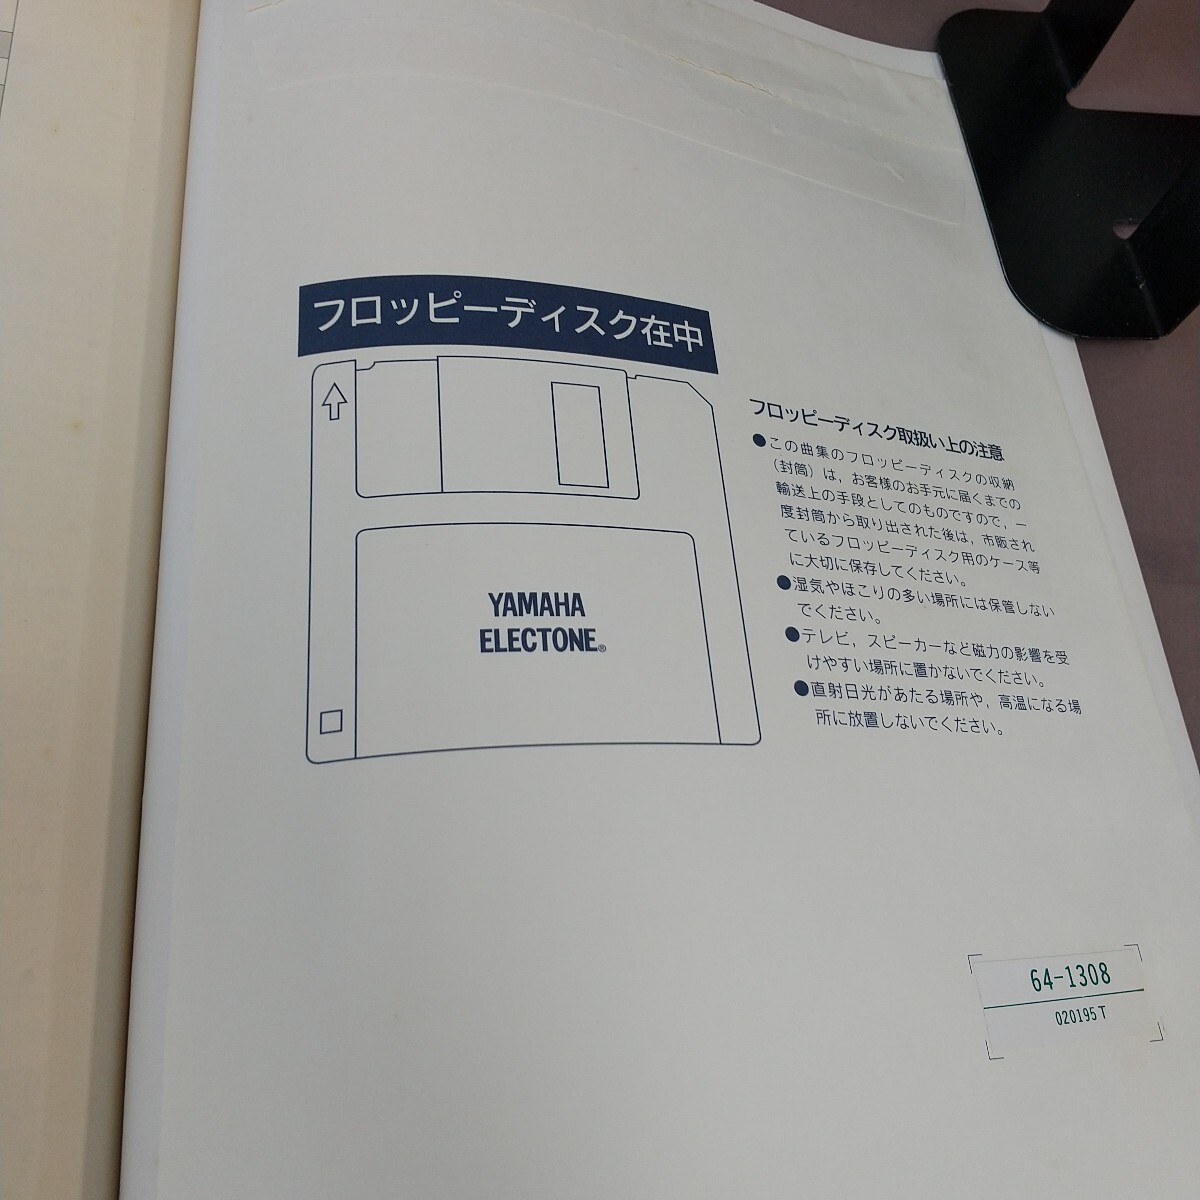 フロッピーディスク在中
YAMAHA
ELECTONE®
フロッピーディスク取扱い上の注意
●この曲集のフロッピーディスクの収納
（封筒）は，お客様のお手元に届くまでの
輸送上の手段としてのものですので，一
度封筒から取り出された後は，市販され
ているフロッピーディスク用のケース等
に大切に保存してください。
●湿気やほこりの多い場所には保管しない
でください。
●テレビ，スピーカーなど磁力の影響を受
けやすい場所に置かないでください。
●直射日光があたる場所や，高温になる場
所に放置しないでください。
64-1308
020195 T